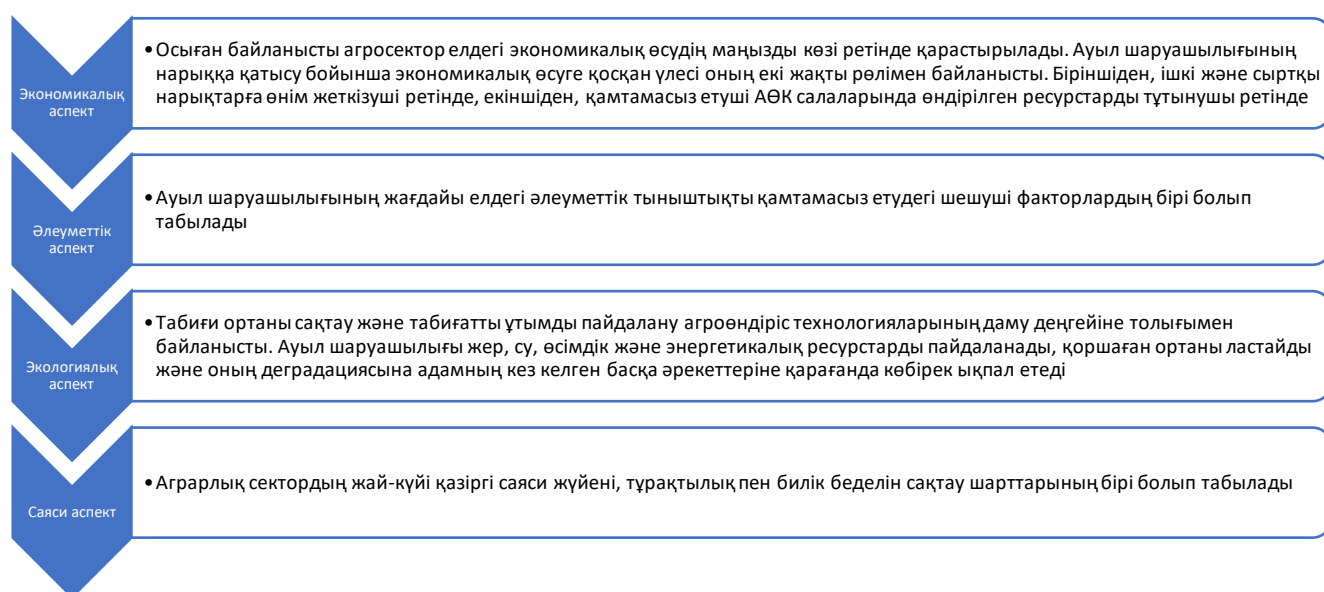 Экономикалық
аспект
• Осыған байланысты агросектор елдегі экономикалық өсудің маңызды көзі ретінде қарастырылады. Ауыл шаруашылығының
нарыққа қатысу бойынша экономикалық өсуге қосқан үлесі оның екі жақты рөлімен байланысты. Біріншіден, ішкі және сыртқы
нарықтарға өнім жеткізуші ретінде, екіншіден, қамтамасыз етуші АӨК салаларында өндірілген ресурстарды тұтынушы ретінде
Әлеуметтік
аспект
• Ауыл шаруашылығының жағдайы елдегі әлеуметтік тыныштықты қамтамасыз етудегі шешуші факторлардың бірі болып
табылады
Экологиялық
аспект
• Табиғи ортаны сақтау және табиғатты ұтымды пайдалану агроөндіріс технологияларының даму деңгейіне толығымен
байланысты. Ауыл шаруашылығы жер, су, өсімдік және энергетикалық ресурстарды пайдаланады, қоршаған ортаны ластайды
және оның деградациясына адамның кез келген басқа әрекеттеріне қарағанда көбірек ықпал етеді
Саяси аспект
• Аграрлық сектордың жай-күйі қазіргі саяси жүйені, тұрақтылық пен билік беделін сақтау шарттарының бірі болып табылады